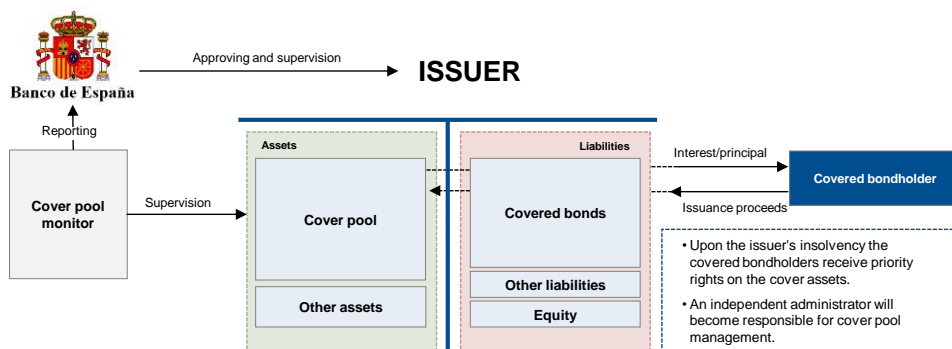 Approving and supervision
ISSUER
Banco de España
Reporting
Assets
Liabilities
Cover pool
monitor
Supervision
Cover pool
Other assets
Covered bonds
Other liabilities
Equity
Interest/principal
Issuance proceeds
Covered bondholder
• Upon the issuer's insolvency the
covered bondholders receive priority
rights on the cover assets.
• An independent administrator will
become responsible for cover pool
management.